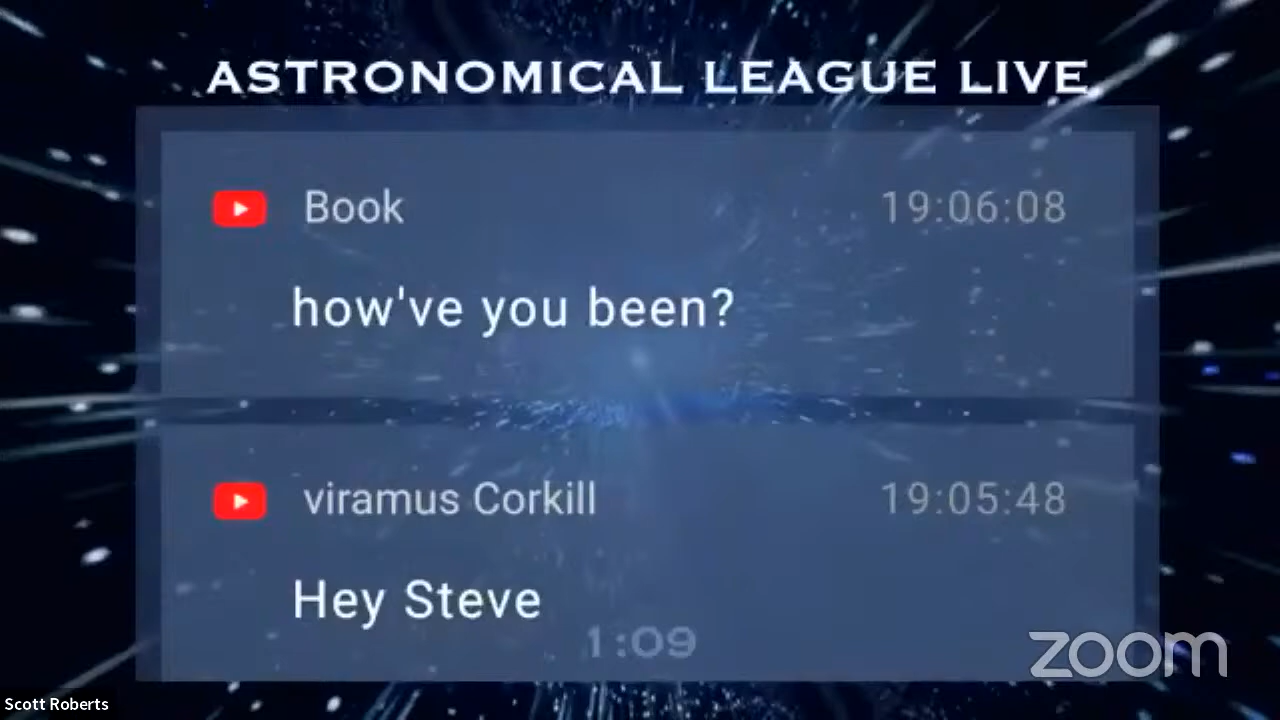 ASTRONOMICAL LEAGUE LIVE
Book 19:06:08
how've you been?
viramus Corkill 19:05:48
Hey Steve
1:09
zoom
Scott Roberts